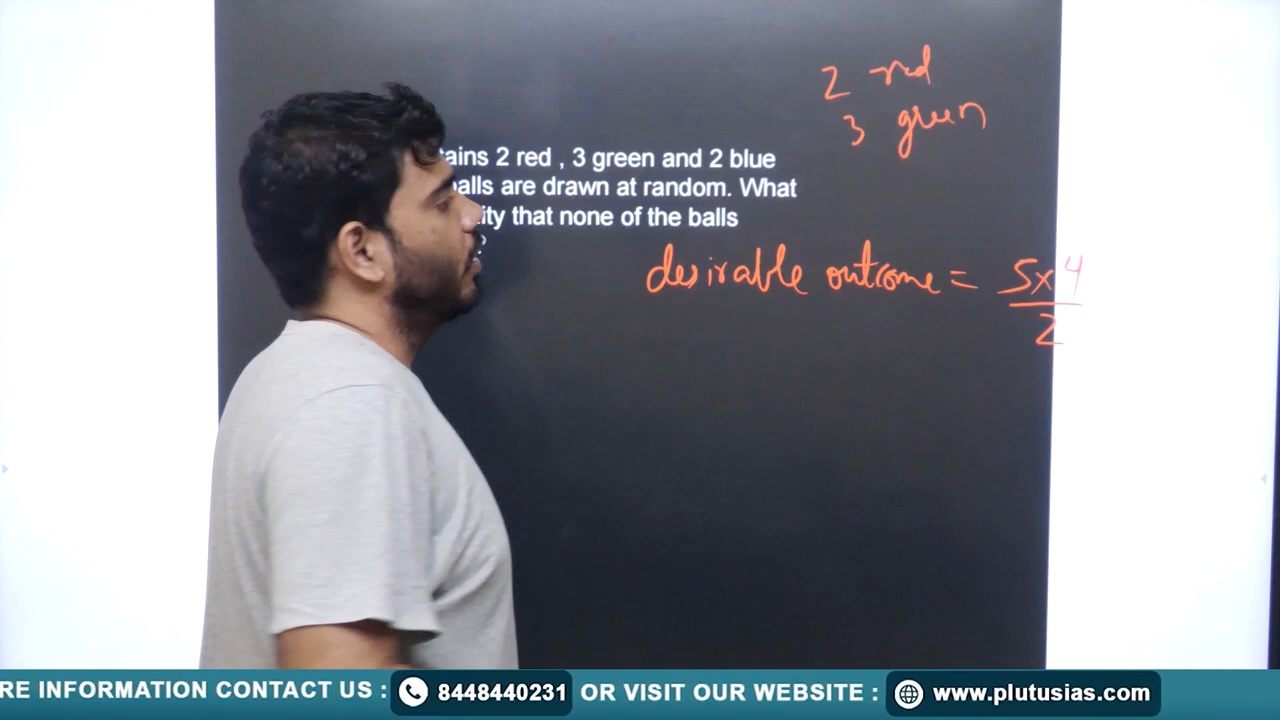 2 red
3 green
tains 2 red , 3 green and 2 blue
balls are drawn at random. What
ity that none of the balls
?
desirable outcome = 5x4
2
RE INFORMATION CONTACT US : 8448440231 OR VISIT OUR WEBSITE : www.plutusias.com